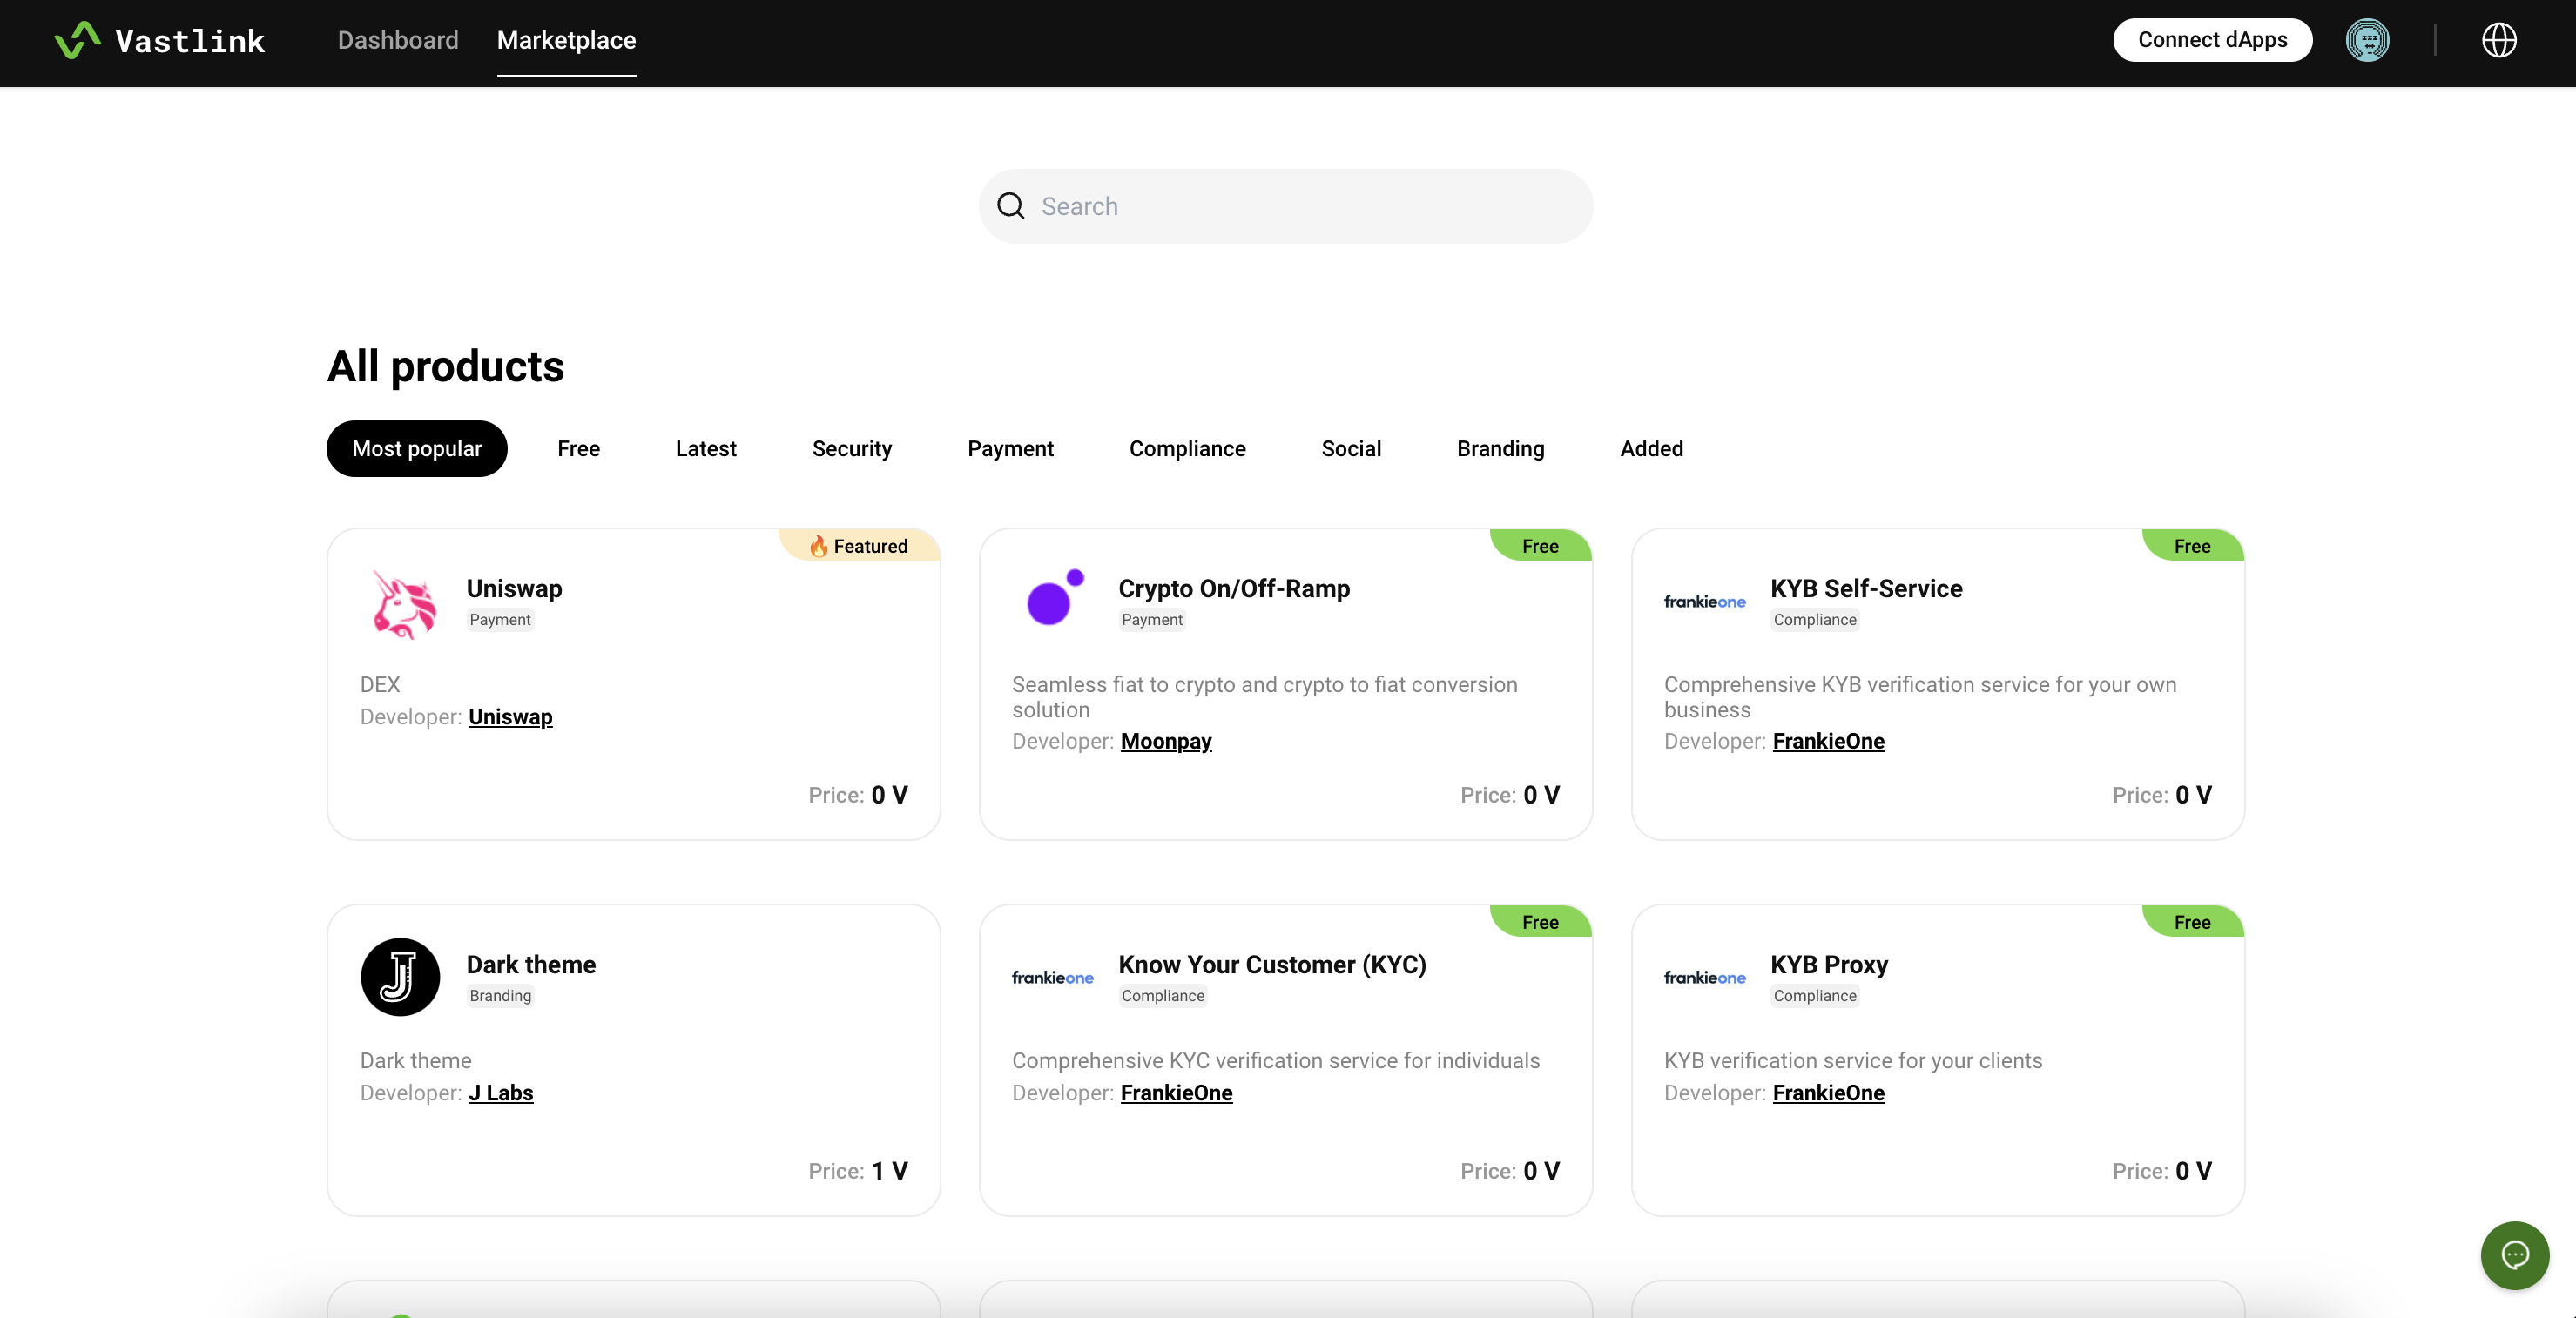 Vastlink
Dashboard
Marketplace
Connect dApps
Search
All products
Most popular
Free
Latest
Security
Payment
Compliance
Social
Branding
Added
🔥 Featured
Uniswap
Payment
DEX
Developer: Uniswap
Price: 0 V
Free
Crypto On/Off-Ramp
Payment
Seamless fiat to crypto and crypto to fiat conversion
solution
Developer: Moonpay
Price: 0 V
Free
frankieone
KYB Self-Service
Compliance
Comprehensive KYB verification service for your own
business
Developer: FrankieOne
Price: 0 V
J
Dark theme
Branding
Dark theme
Developer: J Labs
Price: 1 V
Free
frankieone
Know Your Customer (KYC)
Compliance
Comprehensive KYC verification service for individuals
Developer: FrankieOne
Price: 0 V
Free
frankieone
KYB Proxy
Compliance
KYB verification service for your clients
Developer: FrankieOne
Price: 0 V